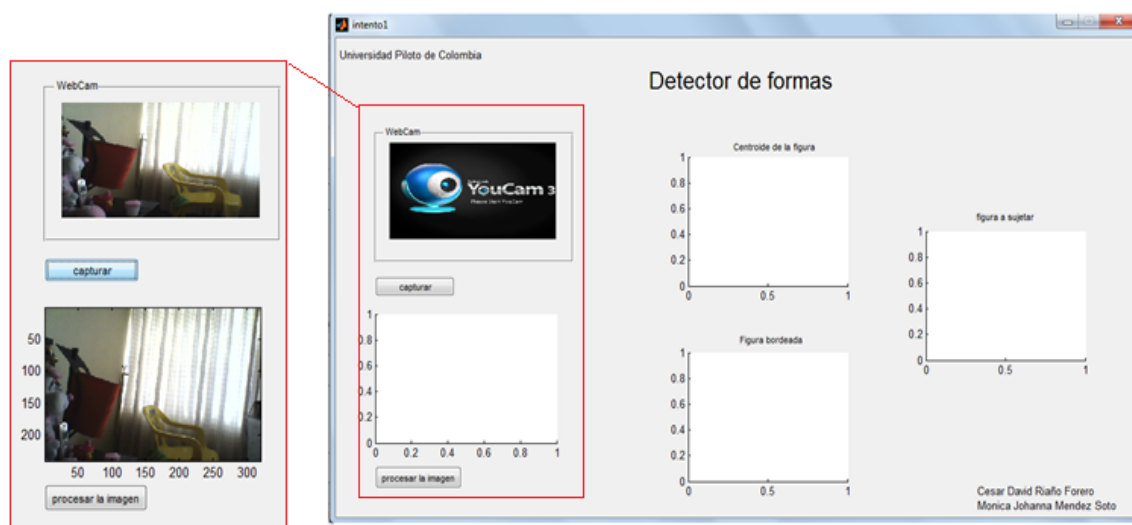 WebCam
capturar
50
100
150
200
50 100 150 200 250 300
procesar la imagen
intento1
Universidad Piloto de Colombia
Detector de formas
WebCam
YouCam 3
Please Start YouCam
capturar
1
0.8
0.6
0.4
0.2
0
0 0.2 0.4 0.6 0.8 1
procesar la imagen
Centroide de la figura
1
0.8
0.6
0.4
0.2
0
0 0.5 1
Figura bordeada
1
0.8
0.6
0.4
0.2
0
0 0.5 1
figura a sujetar
1
0.8
0.6
0.4
0.2
0
0 0.5 1
Cesar David Riaño Forero
Monica Johanna Mendez Soto